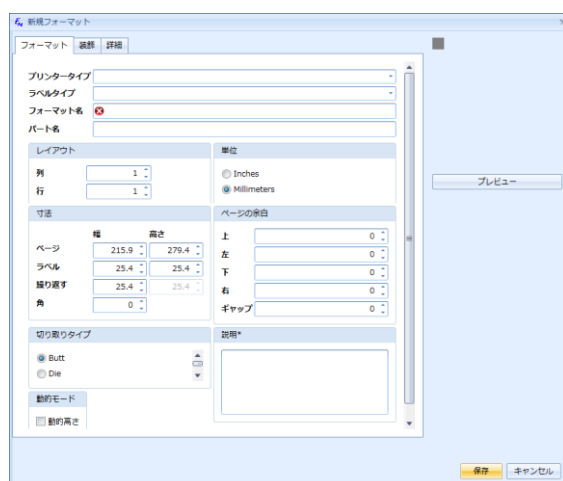 新規フォーマット
フォーマット 装飾 詳細
プリンタータイプ
ラベルタイプ
フォーマット名
パート名
レイアウト
列 1
行 1
単位
Inches
Millimeters
プレビュー
寸法
幅 高さ
ページ 215.9 279.4
ラベル 25.4 25.4
繰り返す 25.4 25.4
角 0
ページの余白
上 0
左 0
下 0
右 0
ギャップ 0
切り取りタイプ
Butt
Die
説明*
動的モード
動的高さ
保存 キャンセル